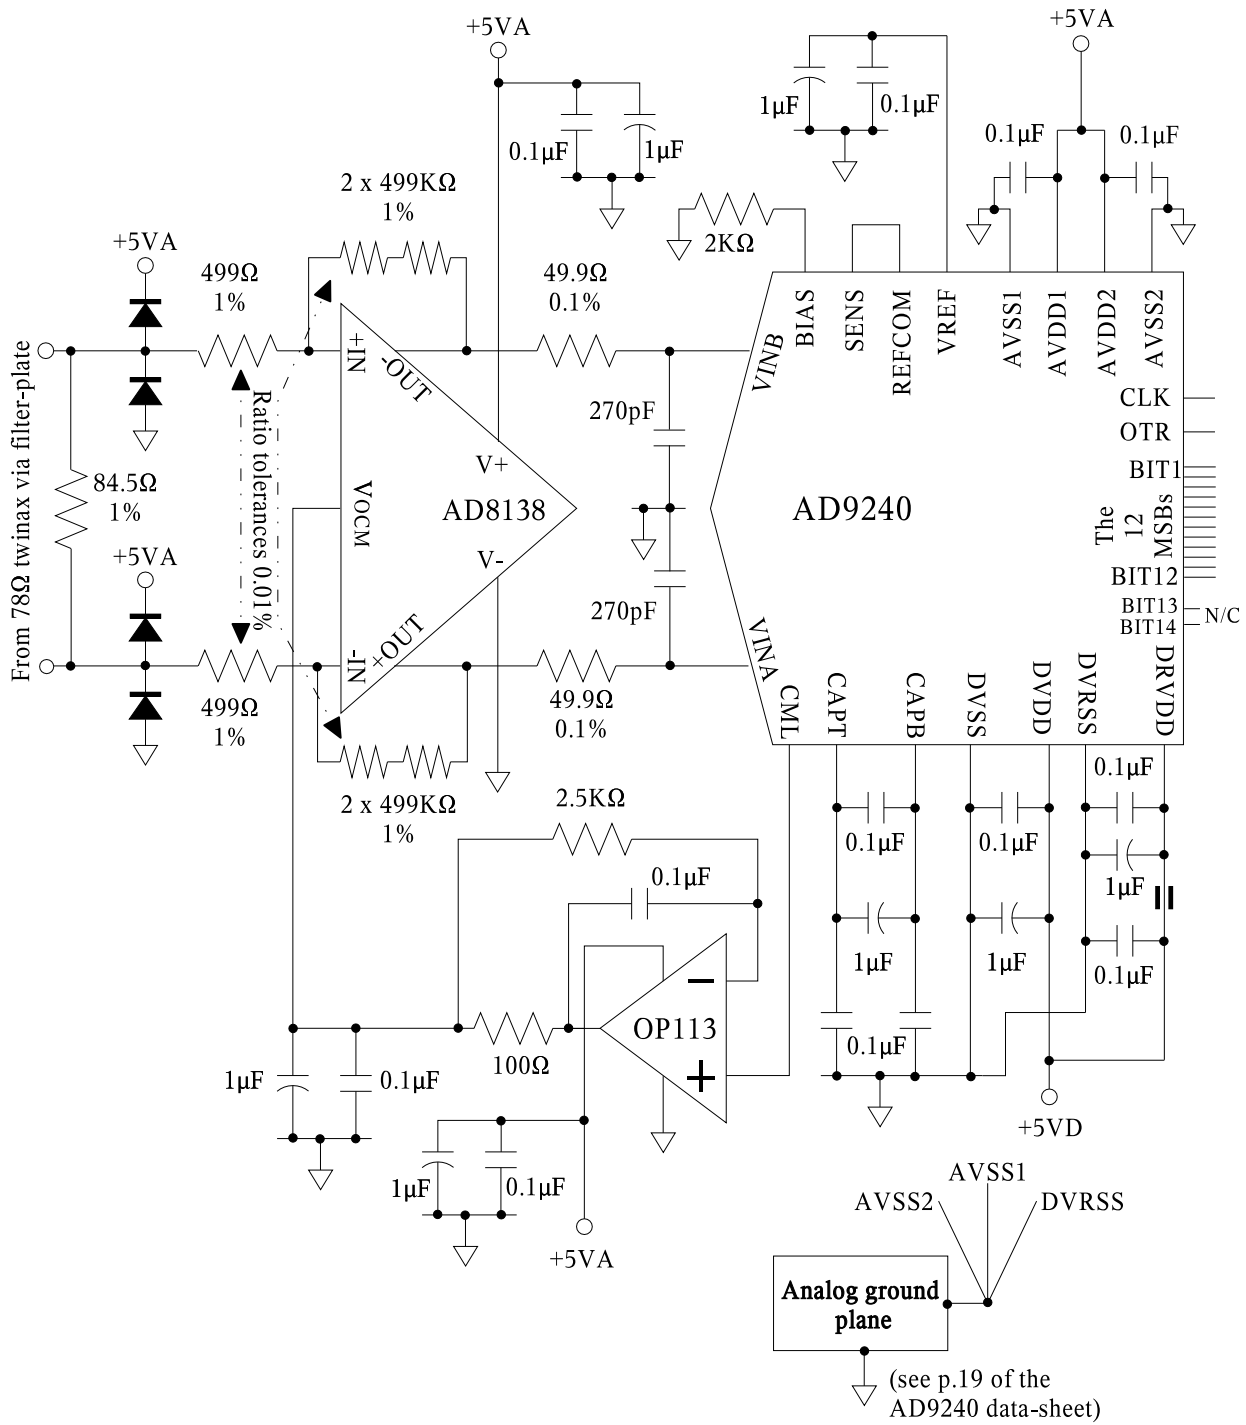 +5VA
+5VA
1µF
0.1µF
0.1µF
0.1µF
0.1µF
1µF
2 x 499KΩ
1%
2KΩ
+5VA
499Ω
1%
49.9Ω
0.1%
BIAS
SENS
REFCOM
VREF
AVSS1
AVDD1
AVDD2
AVSS2
+IN
-OUT
VINB
CLK
OTR
From 78Ω twinax via filter-plate
Ratio tolerances 0.01%
270pF
BIT1
84.5Ω
1%
V+
AD8138
VOCM
AD9240
The
12
MSBs
+5VA
V-
BIT12
270pF
BIT13
BIT14
N/C
-IN
+OUT
VINA
CML
CAPT
CAPB
DVSS
DVDD
DVRSS
DRVDD
499Ω
1%
49.9Ω
0.1%
2 x 499KΩ
1%
2.5KΩ
0.1µF
0.1µF
0.1µF
0.1µF
1µF
1µF
1µF
0.1µF
OP113
100Ω
0.1µF
1µF
0.1µF
+5VD
1µF
0.1µF
+5VA
AVSS1
AVSS2
DVRSS
Analog ground
plane
(see p.19 of the
AD9240 data-sheet)